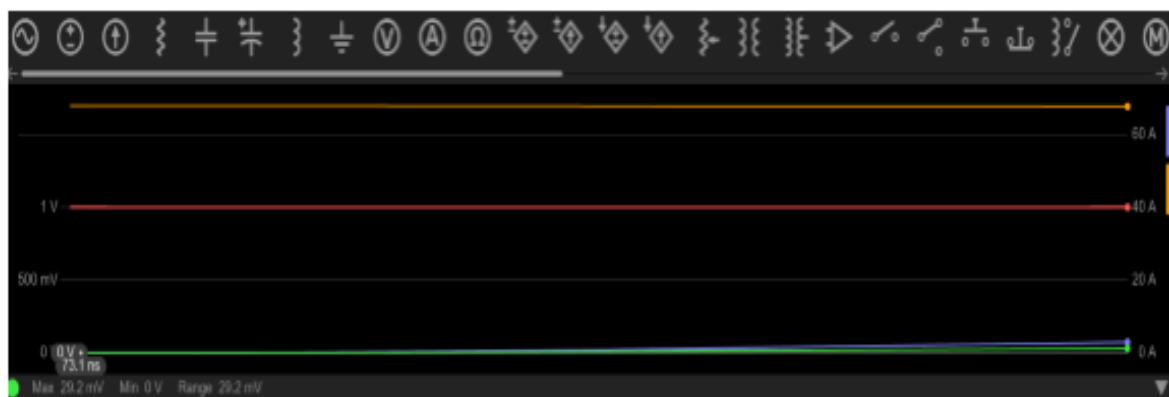 V A Ω M
60 A
1 V 40 A
500 mV 20 A
0 V 0 A
73.1 ns
Max 29.2 mV Min 0 V Range 29.2 mV